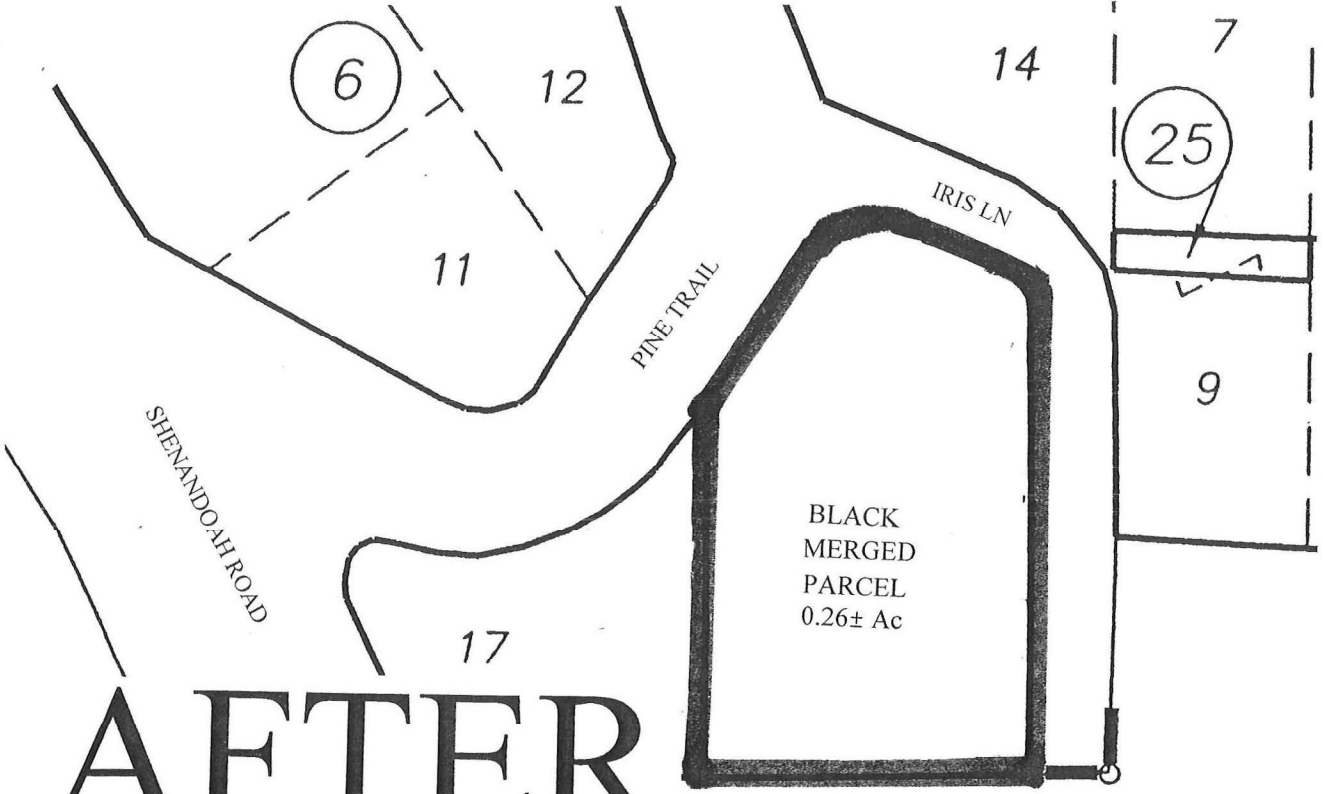 7
14
6
12
25
IRIS LN
11
PINE TRAIL
9
SHENANDOAH ROAD
BLACK
MERGED
PARCEL
0.26± Ac
17
AFTER